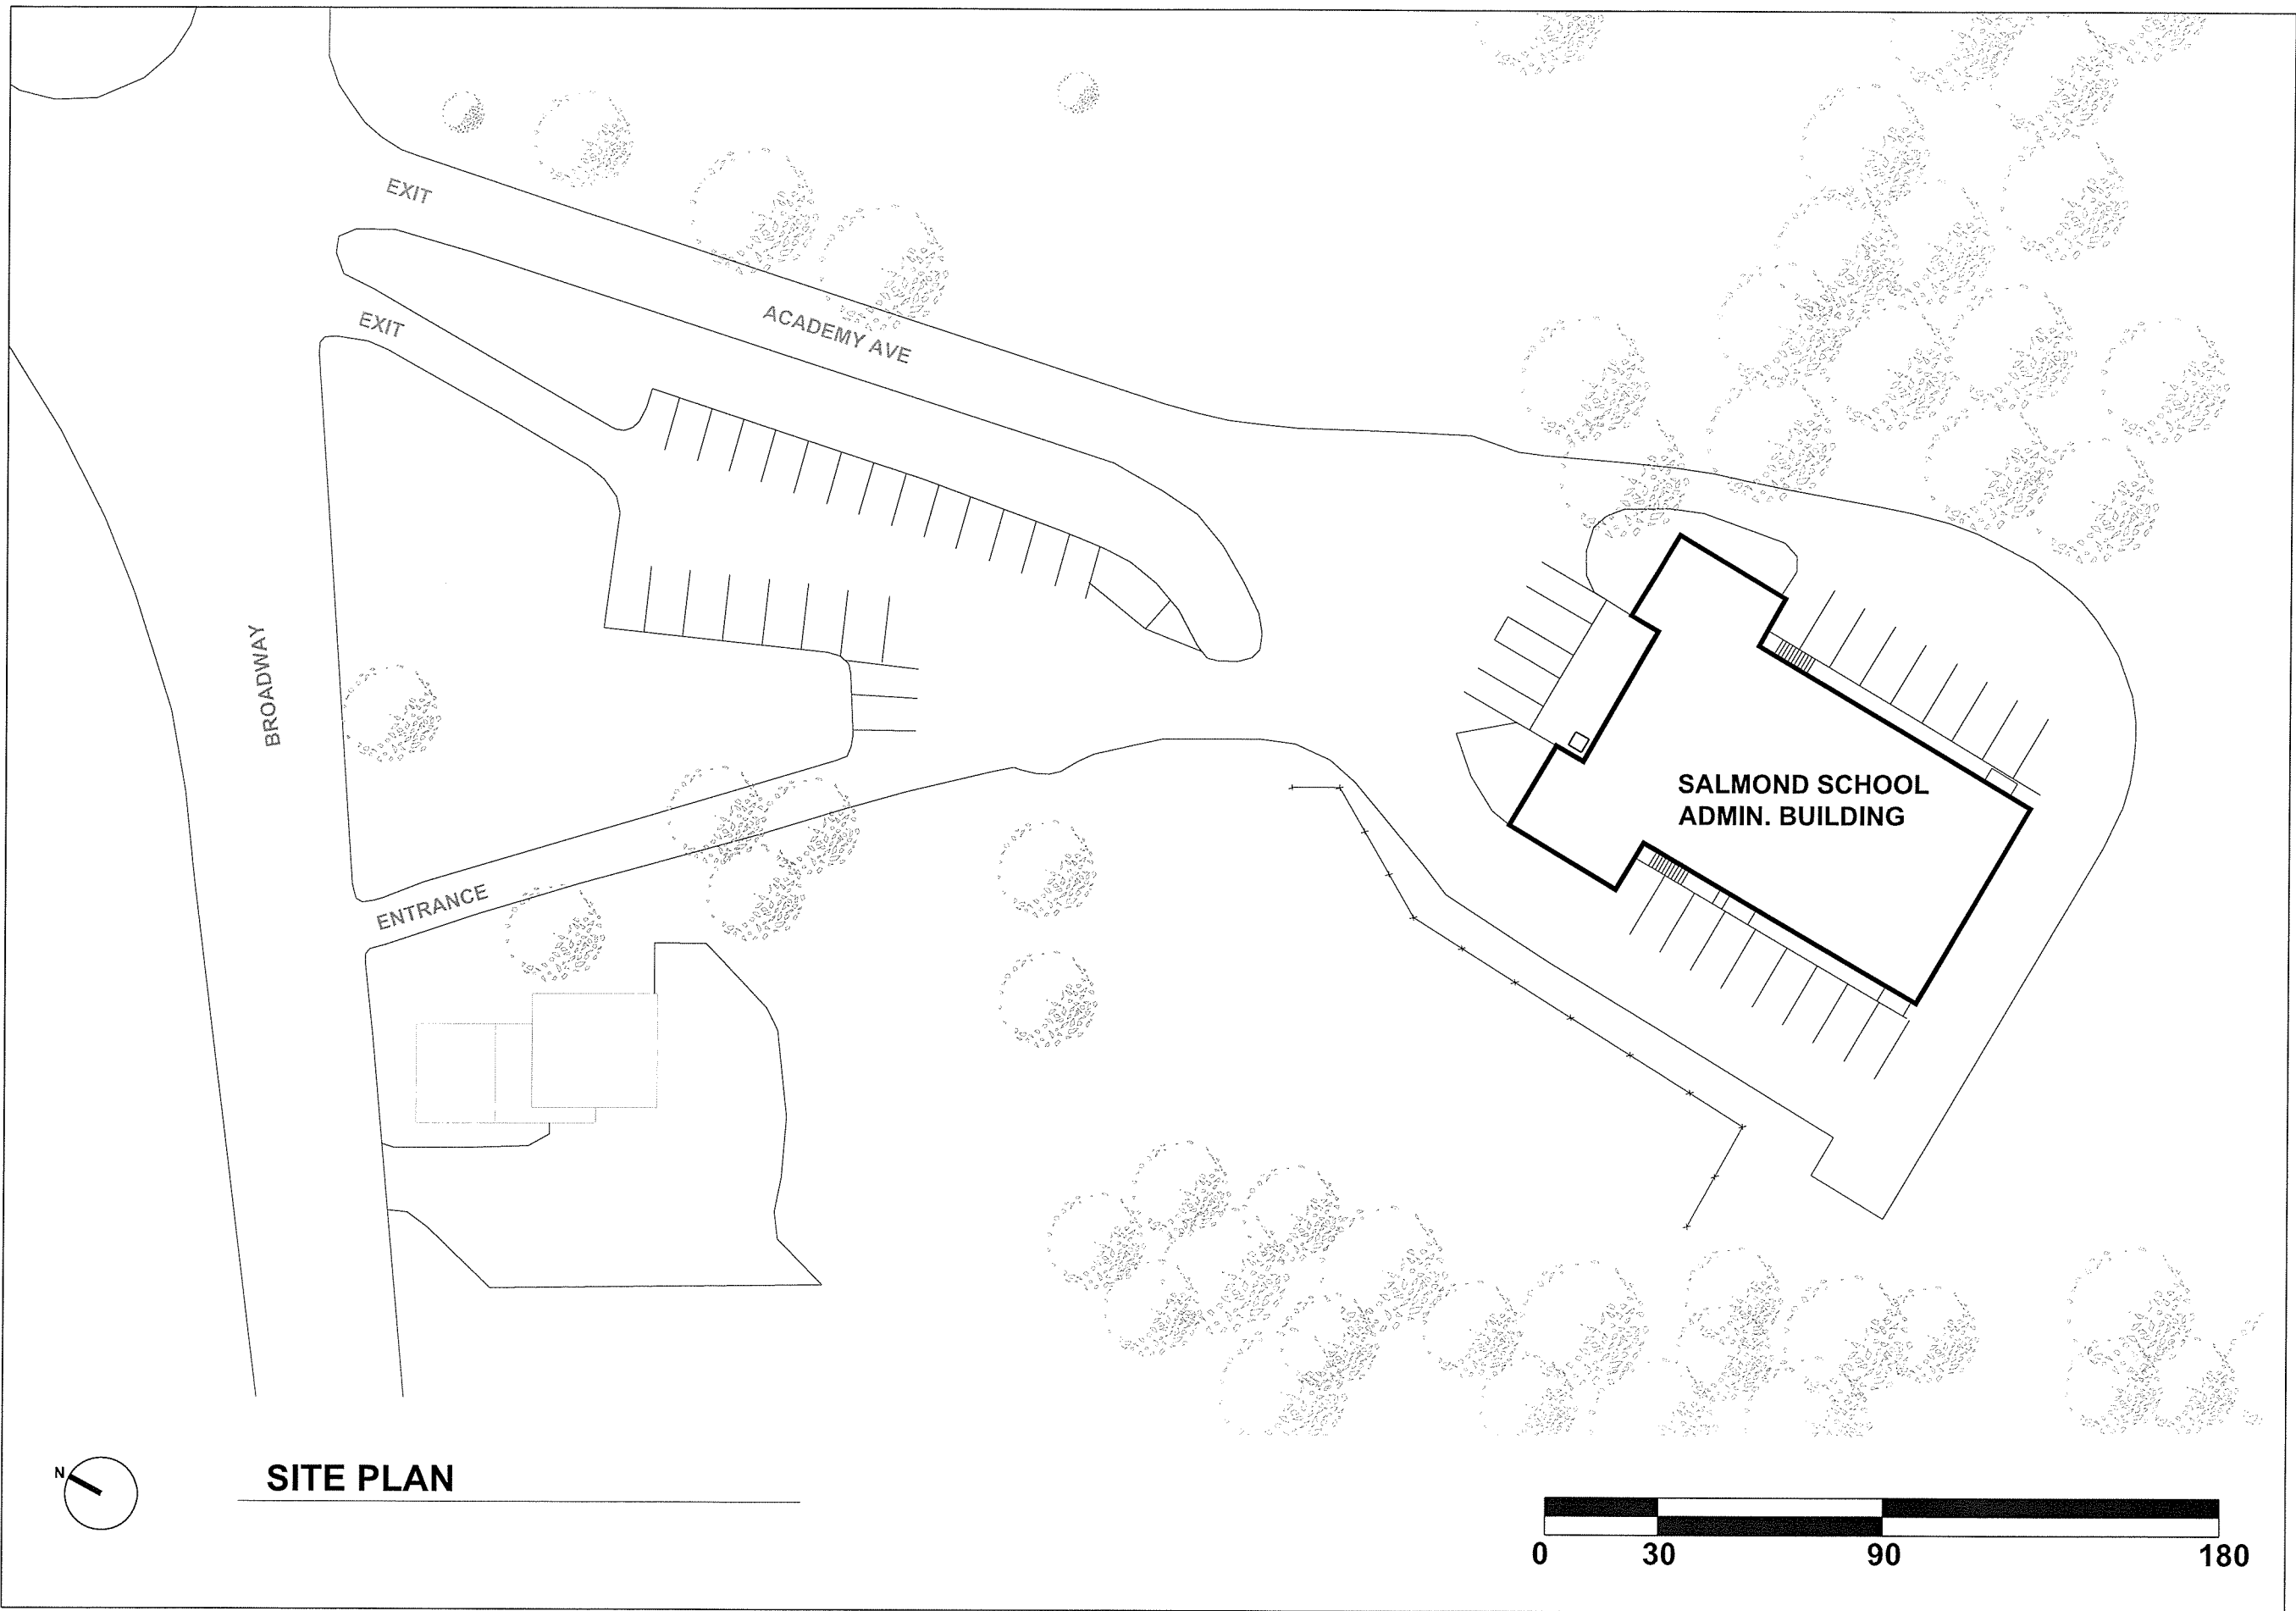 EXIT
EXIT
ACADEMY AVE
BROADWAY
SALMOND SCHOOL
ADMIN. BUILDING
ENTRANCE
N
SITE PLAN
0 30 90 180